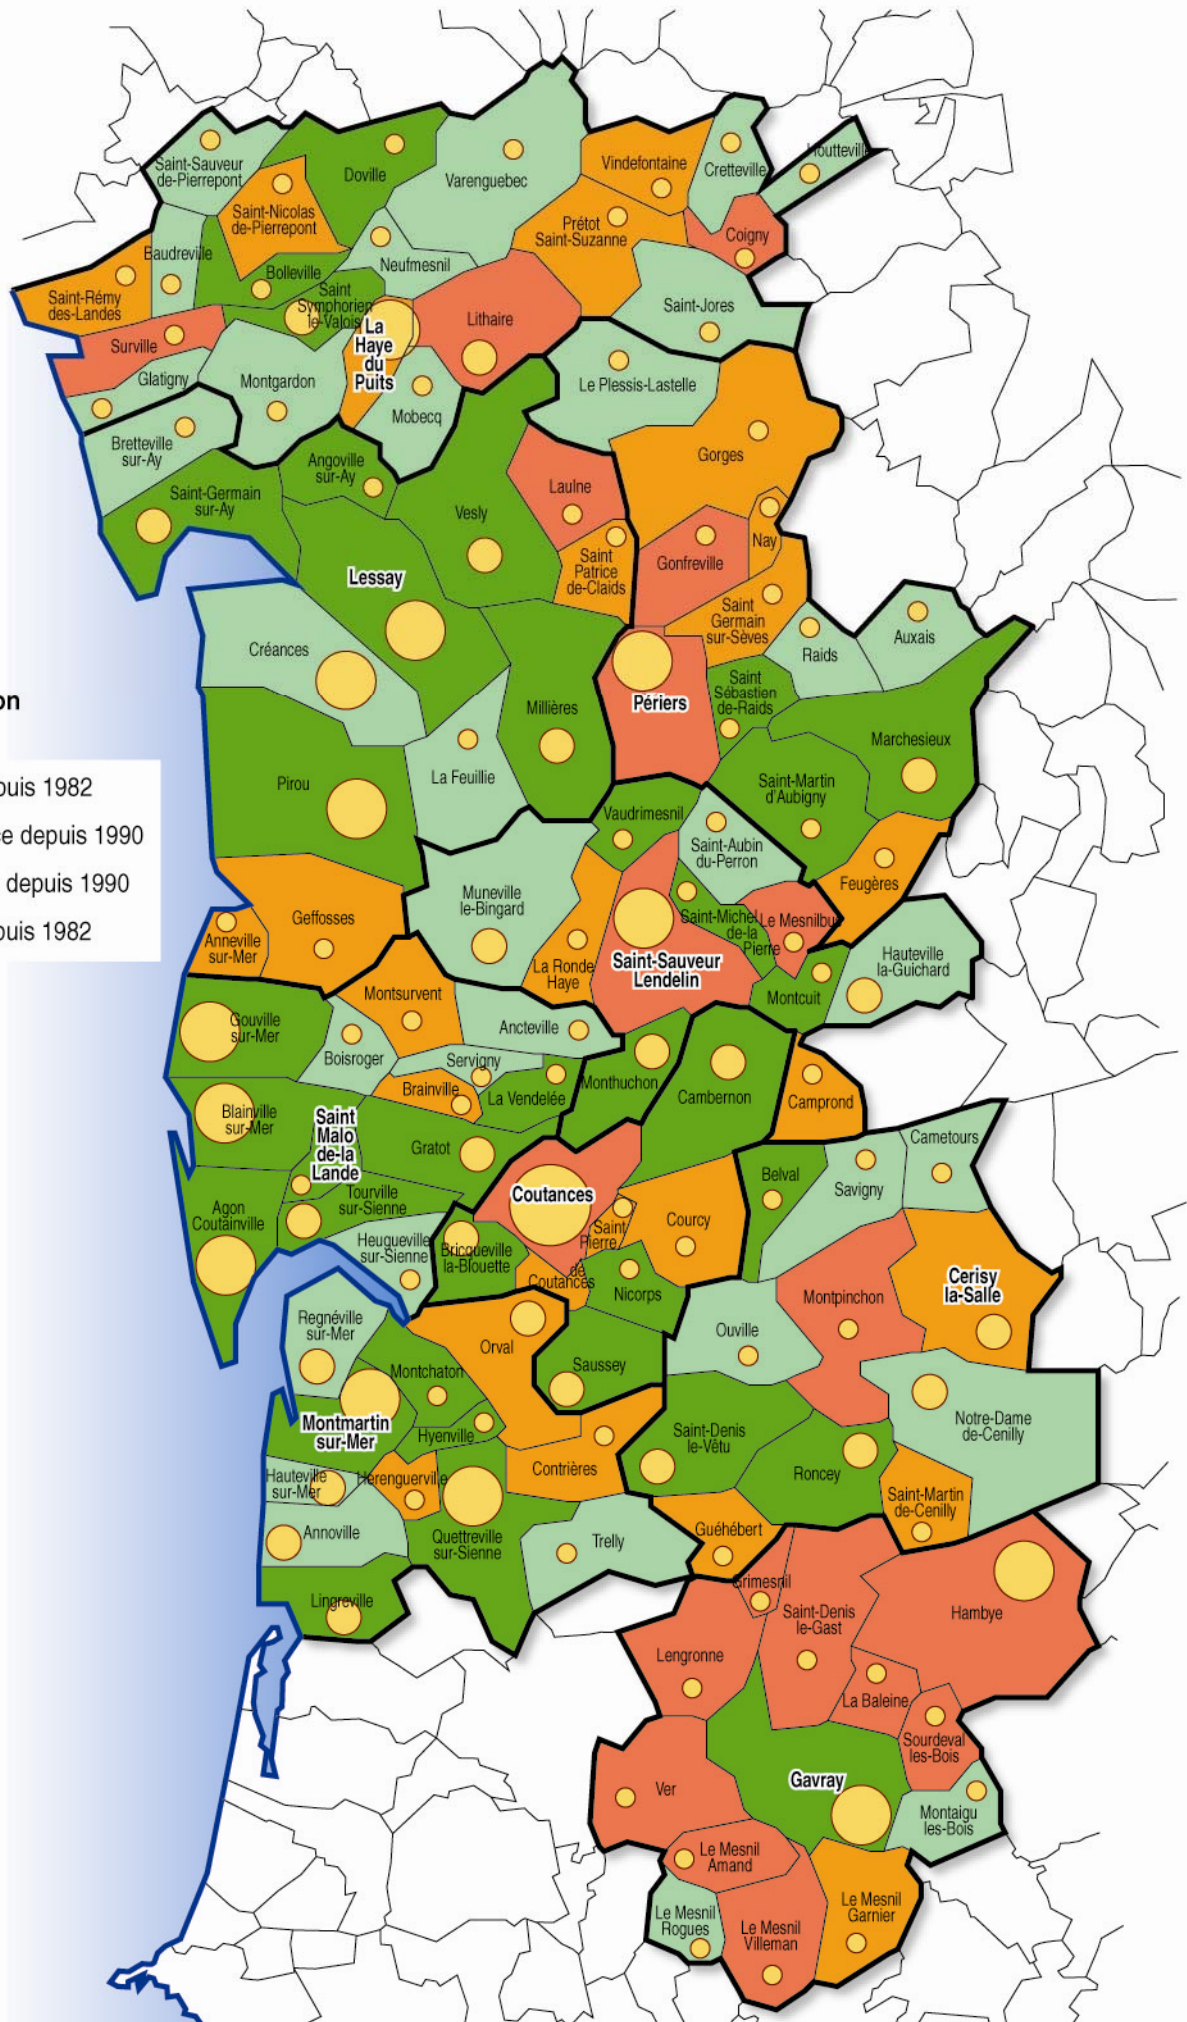 Saint-Sauveur
de-Pierrepont
Doville
Varenguebec
Vindefontaine
Cretteville
Houtteville
Saint-Nicolas
de-Pierrepont
Prétot
Saint-Suzanne
Coigny
Baudreville
Neufmesnil
Bolleville
Saint-Rémy
des-Landes
Saint
Symphorien
le-Valois
Lithaire
Saint-Jores
Surville
La
Haye
du
Puits
Glatigny
Montgardon
Mobecq
Le Plessis-Lastelle
Bretteville
sur-Ay
Angoville
sur-Ay
Gorges
Saint-Germain
sur-Ay
Vesly
Laulne
Nay
Lessay
Saint
Patrice
de-Claids
Gonfreville
Saint
Germain
sur-Sèves
Créances
Raids
Auxais
on
Millières
Périers
Saint
Sébastien
de-Raids
Marchesieux
La Feuillie
Pirou
Saint-Martin
d'Aubigny
puis 1982
ce depuis 1990
depuis 1990
puis 1982
Vaudrimesnil
Saint-Aubin
du-Perron
Feugères
Muneville
le-Bingard
Geffosses
Anneville
sur-Mer
Saint-Michel
de-la
Pierre
Le Mesnilbus
La Ronde
Haye
Saint-Sauveur
Lendelin
Hauteville
la-Guichard
Montcuit
Montsurvent
Gouville
sur-Mer
Ancteville
Boisroger
Servigny
Brainville
La Vendelée
Monthuchon
Cambernon
Camprond
Blainville
sur-Mer
Saint
Malo
de-la
Lande
Gratot
Cametours
Belval
Savigny
Coutances
Tourville
sur-Sienne
Agon
Coutainville
Heugueville
sur-Sienne
Bricqueville
la-Blouette
Saint
Pierre
de
Coutances
Courcy
Nicorps
Cerisy
la-Salle
Montpinchon
Regnéville
sur-Mer
Orval
Ouville
Montchaton
Saussey
Montmartin
sur-Mer
Hyenville
Saint-Denis
le-Vêtu
Notre-Dame
de-Cenilly
Hauteville
sur-Mer
Herenguerville
Contrières
Roncey
Saint-Martin
de-Cenilly
Annoville
Quettreville
sur-Sienne
Trelly
Guéhébert
Lingreville
Grimesnil
Saint-Denis
le-Gast
Hambye
Lengronne
La Baleine
Sourdeval
les-Bois
Ver
Gavray
Montaigu
les-Bois
Le Mesnil
Amand
Le Mesnil
Rogues
Le Mesnil
Villeman
Le Mesnil
Garnier